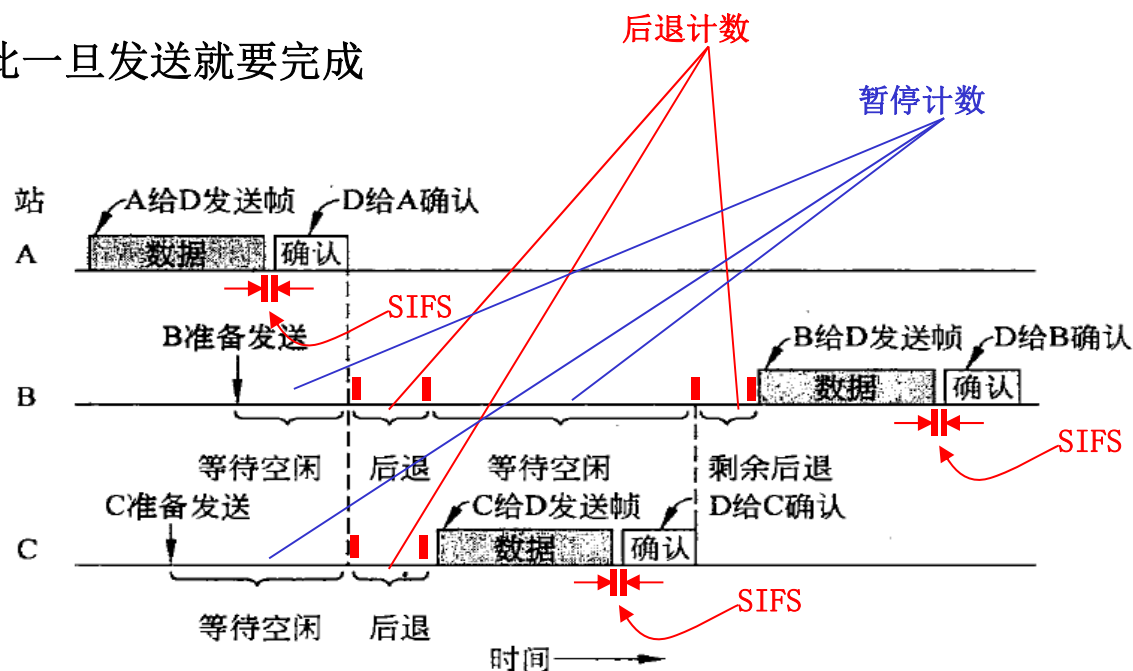 后退计数
此一旦发送就要完成
暂停计数
站
A给D发送帧
D给A确认
A
数据
确认
SIFS
B准备发送
B给D发送帧
D给B确认
B
数据
确认
SIFS
等待空闲
后退
等待空闲
剩余后退
C准备发送
C给D发送帧
D给C确认
C
数据
确认
SIFS
等待空闲
后退
时间